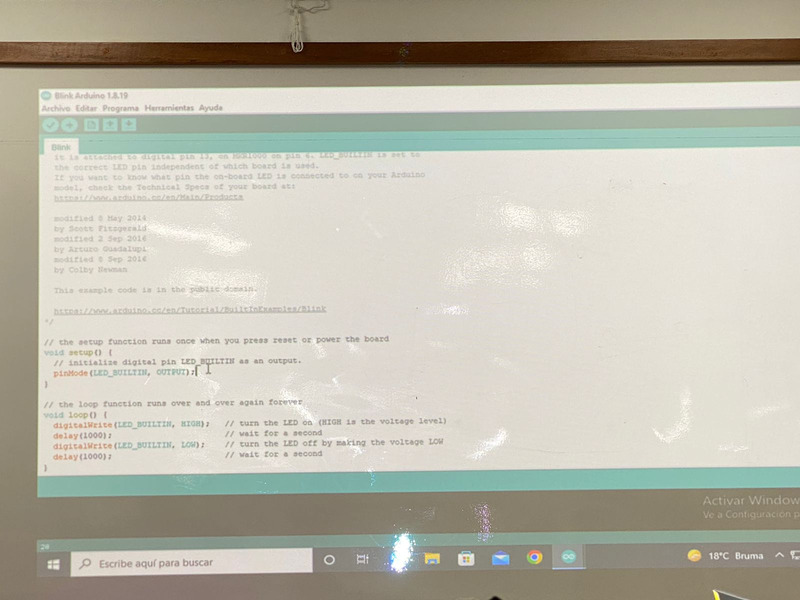 Blink Arduino 1.8.19
Archivo Editar Programa Herramientas Ayuda
Blink
it is attached to digital pin 13, on MKR1000 on pin 6. LED_BUILTIN is set to
the correct LED pin independent of which board is used.
If you want to know what pin the on-board LED is connected to on your Arduino
model, check the Technical Specs of your board at:
https://www.arduino.cc/en/Main/Products
modified 8 May 2014
by Scott Fitzgerald
modified 2 Sep 2016
by Arturo Guadalupi
modified 8 Sep 2016
by Colby Newman
This example code is in the public domain.
https://www.arduino.cc/en/Tutorial/BuiltInExamples/Blink
*/
// the setup function runs once when you press reset or power the board
void setup() {
// initialize digital pin LED_BUILTIN as an output.
pinMode(LED_BUILTIN, OUTPUT);
}
// the loop function runs over and over again forever
void loop() {
digitalWrite(LED_BUILTIN, HIGH); // turn the LED on (HIGH is the voltage level)
delay(1000); // wait for a second
digitalWrite(LED_BUILTIN, LOW); // turn the LED off by making the voltage LOW
delay(1000); // wait for a second
}
Activar Window
Ve a Configuración p
Escribe aquí para buscar
18°C Bruma